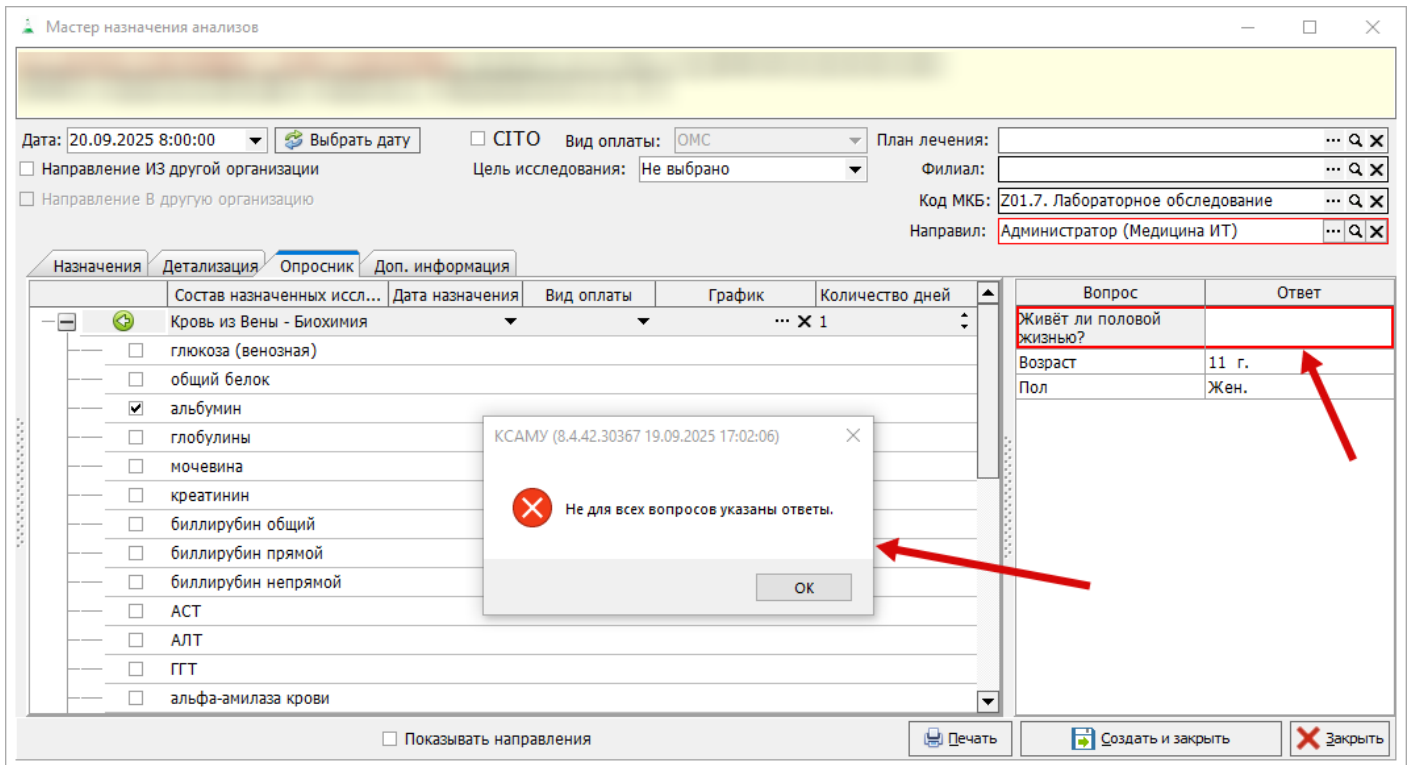 Мастер назначения анализов
Дата: 20.09.2025 8:00:00 Выбрать дату CITO Вид оплаты: ОМС План лечения:
Направление ИЗ другой организации Цель исследования: Не выбрано Филиал:
Направление В другую организацию Код МКБ: Z01.7. Лабораторное обследование
Направил: Администратор (Медицина ИТ)
Назначения Детализация Опросник Доп. информация
Состав назначенных иссл... Дата назначения Вид оплаты График Количество дней Вопрос Ответ
Кровь из Вены - Биохимия ... 1 Живёт ли половой
жизнью?
глюкоза (венозная)
Возраст 11 г.
общий белок
Пол Жен.
альбумин
глобулины
КСАМУ (8.4.42.30367 19.09.2025 17:02:06)
мочевина
креатинин
Не для всех вопросов указаны ответы.
биллирубин общий
биллирубин прямой
биллирубин непрямой
ОК
АСТ
АЛТ
ГГТ
альфа-амилаза крови
Показывать направления Печать Создать и закрыть Закрыть